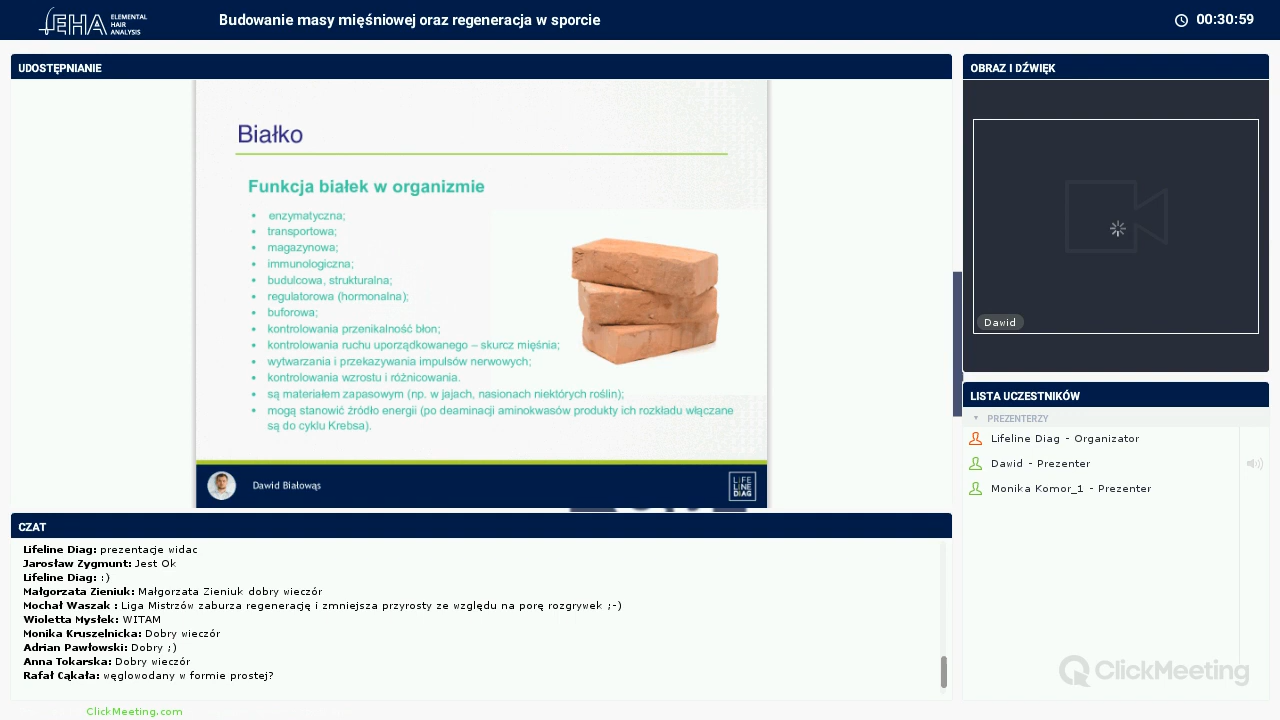 EHA ELEMENTAL
HAIR
ANALYSIS
Budowanie masy mięśniowej oraz regeneracja w sporcie
00:30:59
UDOSTĘPNIANIE
Białko
Funkcja białek w organizmie
• enzymatyczna;
• transportowa;
• magazynowa;
• immunologiczna;
• budulcowa, strukturalna;
• regulatorowa (hormonalna);
• buforowa;
• kontrolowania przenikalność błon;
• kontrolowania ruchu uporządkowanego – skurcz mięśnia;
• wytwarzania i przekazywania impulsów nerwowych;
• kontrolowania wzrostu i różnicowania.
• są materiałem zapasowym (np. w jajach, nasionach niektórych roślin);
• mogą stanowić źródło energii (po deaminacji aminokwasów produkty ich rozkładu włączane
są do cyklu Krebsa).
Dawid Białowąs
LIFE
LINE
DIAG
OBRAZ I DŹWIĘK
Dawid
LISTA UCZESTNIKÓW
PREZENTERZY
Lifeline Diag - Organizator
Dawid - Prezenter
Monika Komor_1 - Prezenter
CZAT
Lifeline Diag: prezentacje widac
Jarosław Zygmunt: Jest Ok
Lifeline Diag: :)
Małgorzata Zieniuk: Małgorzata Zieniuk dobry wieczór
Mochał Waszak : Liga Mistrzów zaburza regenerację i zmniejsza przyrosty ze względu na porę rozgrywek ;-)
Wioletta Mysłek: WITAM
Monika Kruszelnicka: Dobry wieczór
Adrian Pawłowski: Dobry ;)
Anna Tokarska: Dobry wieczór
Rafał Cąkała: węglowodany w formie prostej?
ClickMeeting
ClickMeeting.com